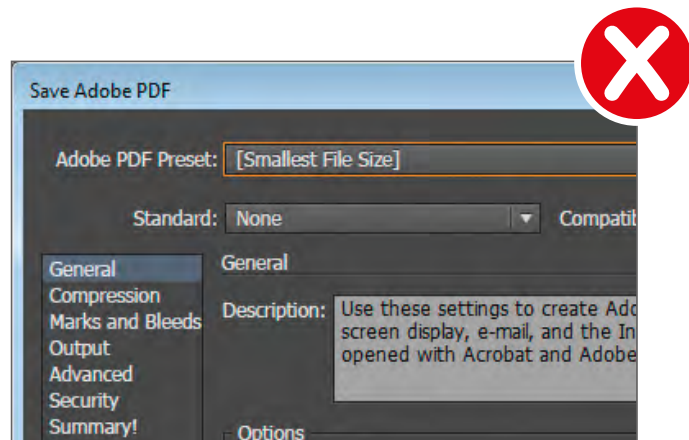 Save Adobe PDF
Adobe PDF Preset: [Smallest File Size]
Standard: None Compatib
General
Compression
Marks and Bleeds
Output
Advanced
Security
Summary!
General
Description: Use these settings to create Ado
screen display, e-mail, and the In
opened with Acrobat and Adobe
Options